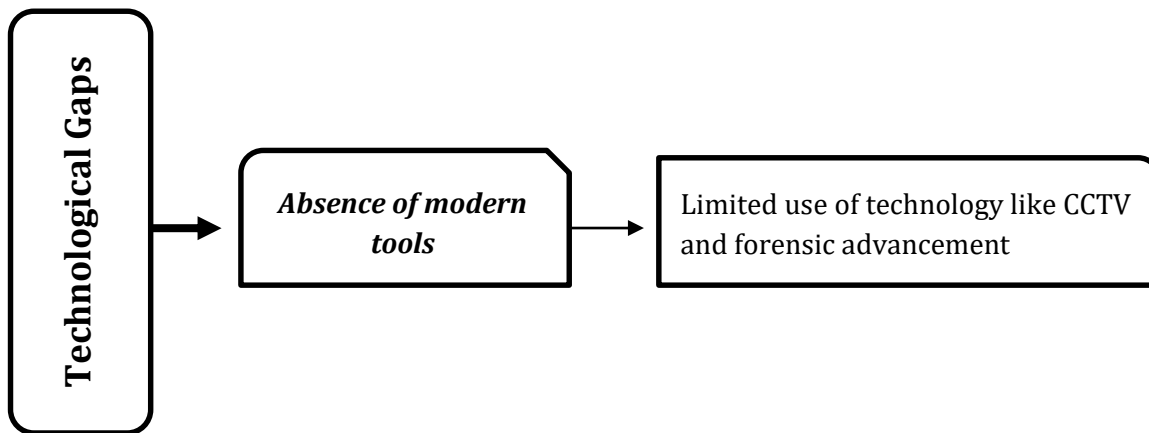 Technological Gaps
Absence of modern
tools
Limited use of technology like CCTV
and forensic advancement